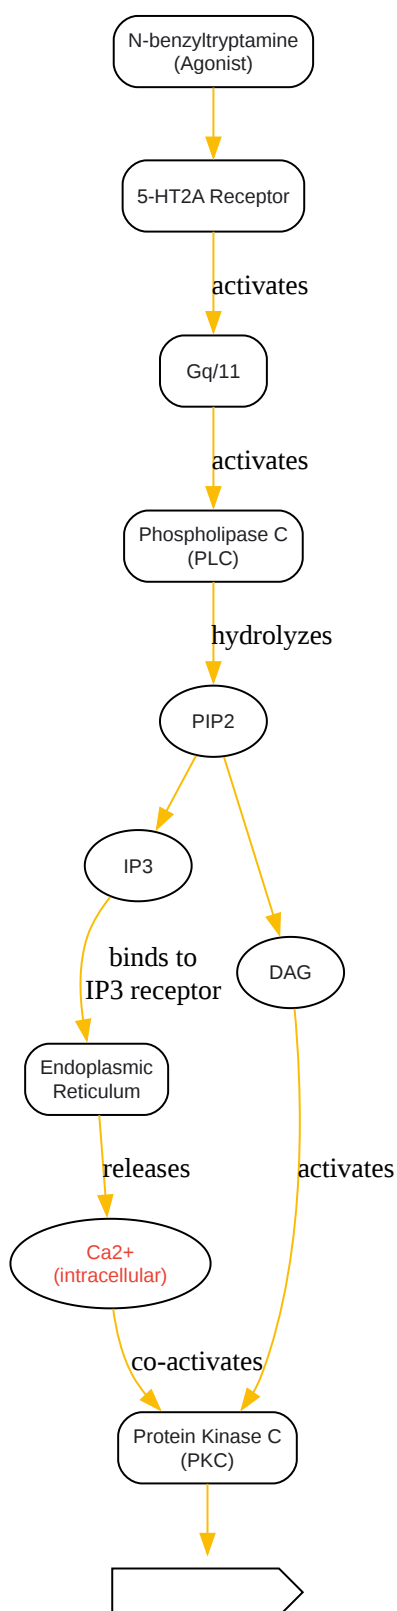 N-benzyltryptamine
(Agonist)
5-HT2A Receptor
activates
Gq/11
activates
Phospholipase C
(PLC)
hydrolyzes
PIP2
IP3
binds to
IP3 receptor
DAG
Endoplasmic
Reticulum
releases
activates
Ca2+
(intracellular)
co-activates
Protein Kinase C
(PKC)